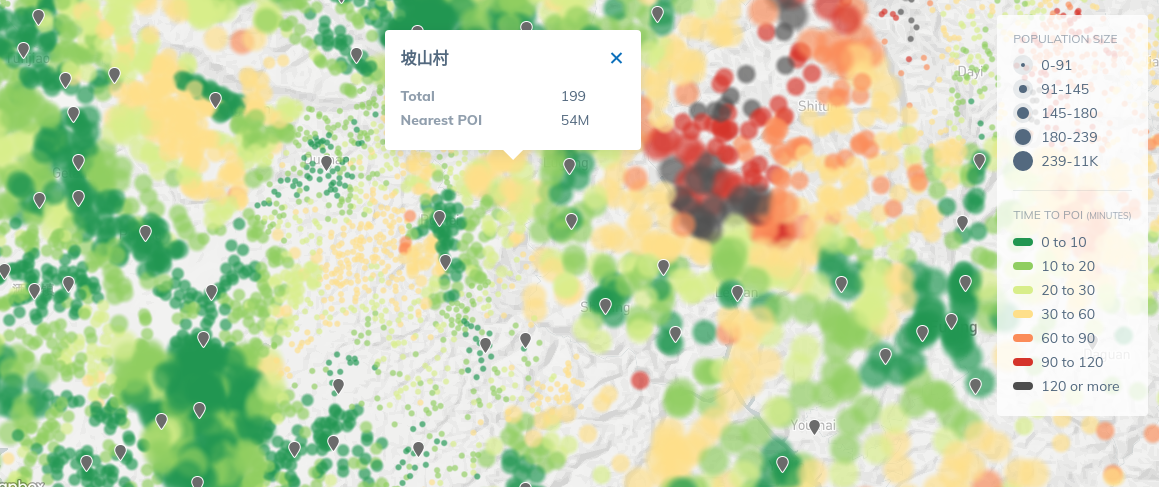 坡山村
Total 199
Nearest POI 54M
POPULATION SIZE
0-91
91-145
145-180
180-239
239-11K
TIME TO POI (MINUTES)
0 to 10
10 to 20
20 to 30
30 to 60
60 to 90
90 to 120
120 or more
Dayi
Shitu